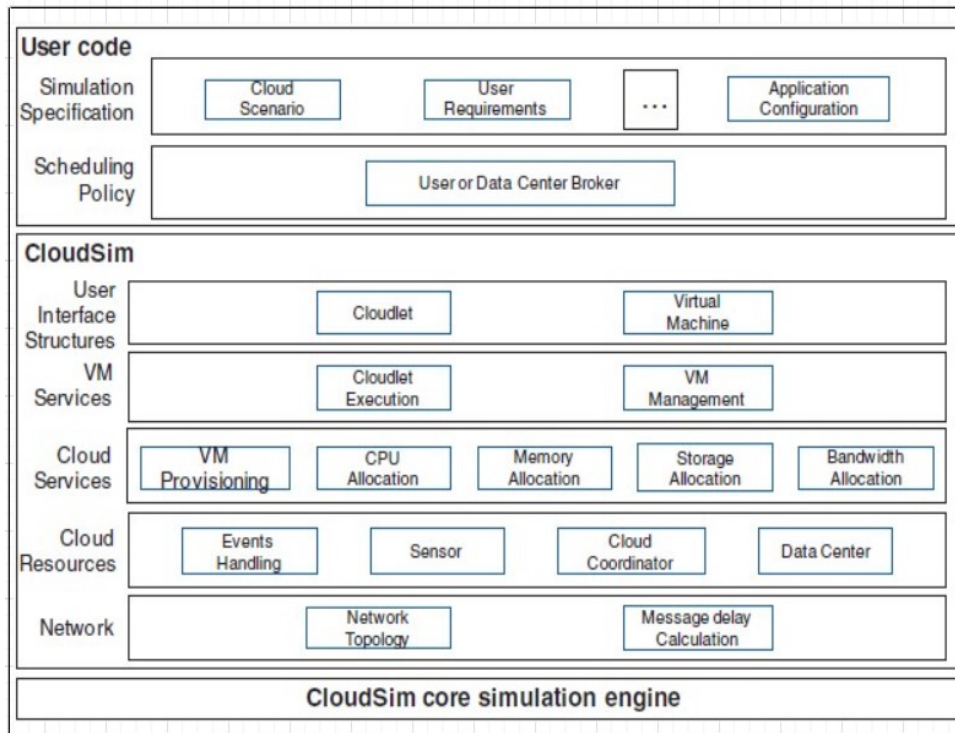 User code
Simulation
Specification
Cloud
Scenario
User
Requirements
...
Application
Configuration
Scheduling
Policy
User or Data Center Broker
CloudSim
User
Interface
Structures
Cloudlet
Virtual
Machine
VM
Services
Cloudlet
Execution
VM
Management
Cloud
Services
VM
Provisioning
CPU
Allocation
Memory
Allocation
Storage
Allocation
Bandwidth
Allocation
Cloud
Resources
Events
Handling
Sensor
Cloud
Coordinator
Data Center
Network
Network
Topology
Message delay
Calculation
CloudSim core simulation engine